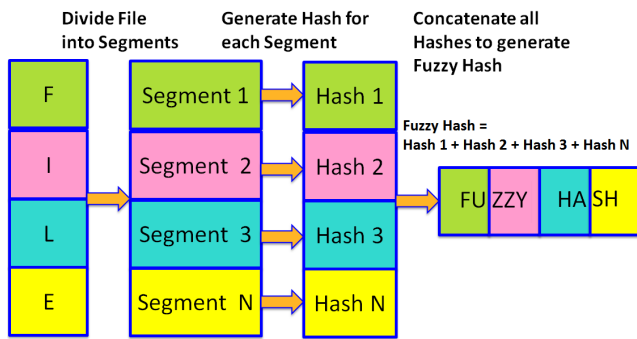 Divide File
into Segments
Generate Hash for
each Segment
Concatenate all
Hashes to generate
Fuzzy Hash
F
Segment 1
Hash 1
I
Segment 2
Hash 2
L
Segment 3
Hash 3
E
Segment N
Hash N
Fuzzy Hash =
Hash 1 + Hash 2 + Hash 3 + Hash N
FU ZZY HA SH